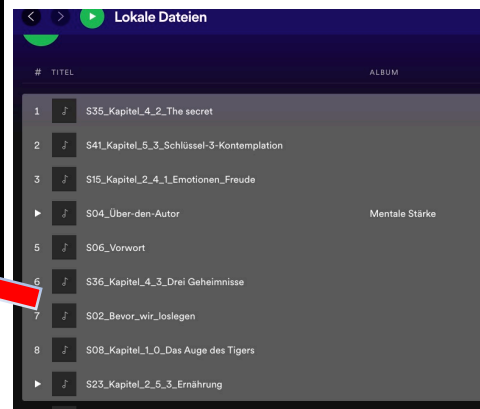 Lokale Dateien
# TITEL ALBUM
1 S35_Kapitel_4_2_The secret
2 S41_Kapitel_5_3_Schlüssel-3-Kontemplation
3 S15_Kapitel_2_4_1_Emotionen_Freude
S04_Über-den-Autor Mentale Stärke
5 S06_Vorwort
6 S36_Kapitel_4_3_Drei Geheimnisse
7 S02_Bevor_wir_loslegen
8 S08_Kapitel_1_0_Das Auge des Tigers
S23_Kapitel_2_5_3_Ernährung